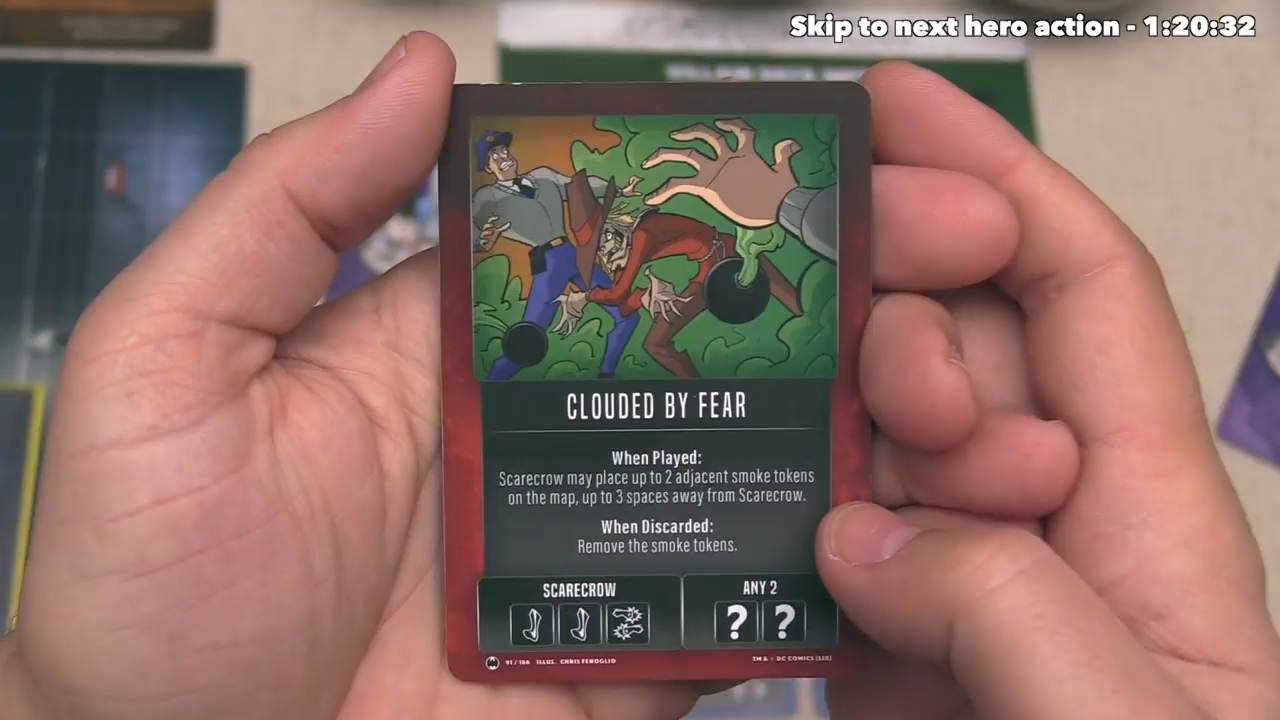 Skip to next hero action - 1:20:32
CLOUDED BY FEAR
When Played:
Scarecrow may place up to 2 adjacent smoke tokens
on the map, up to 3 spaces away from Scarecrow.
When Discarded:
Remove the smoke tokens.
SCARECROW
ANY 2
? ?
91 / 186 ILLUS.. CHRIS FENOGLIO
TM & © DC COMICS (S20)